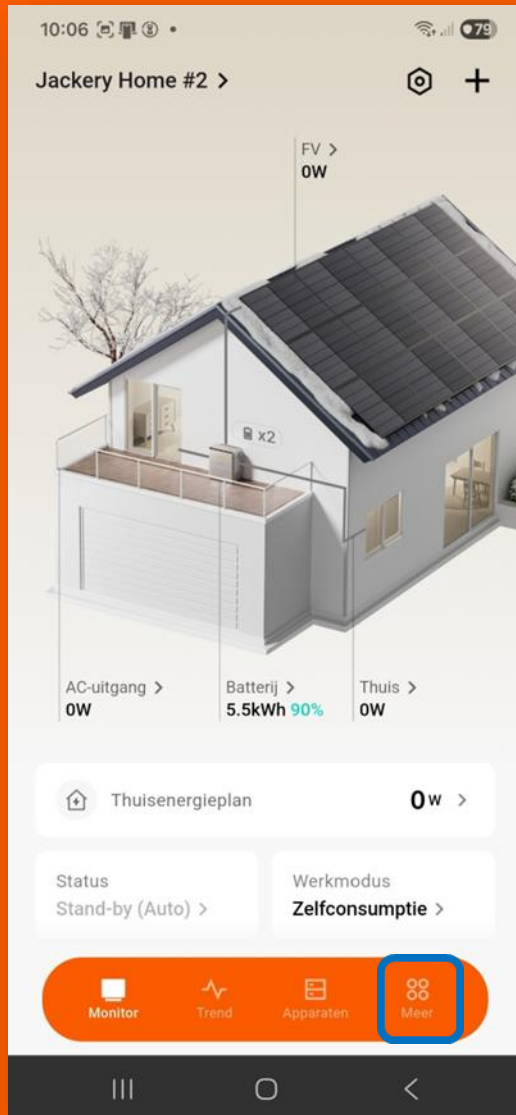 10:06
79
Jackery Home #2 >
FV >
0W
x2
AC-uitgang >
0W
Batterij >
5.5kWh 90%
Thuis >
0W
Thuisenergieplan
0 W >
Status
Stand-by (Auto) >
Werkmodus
Zelfconsumptie >
Monitor
Trend
Apparaten
Meer